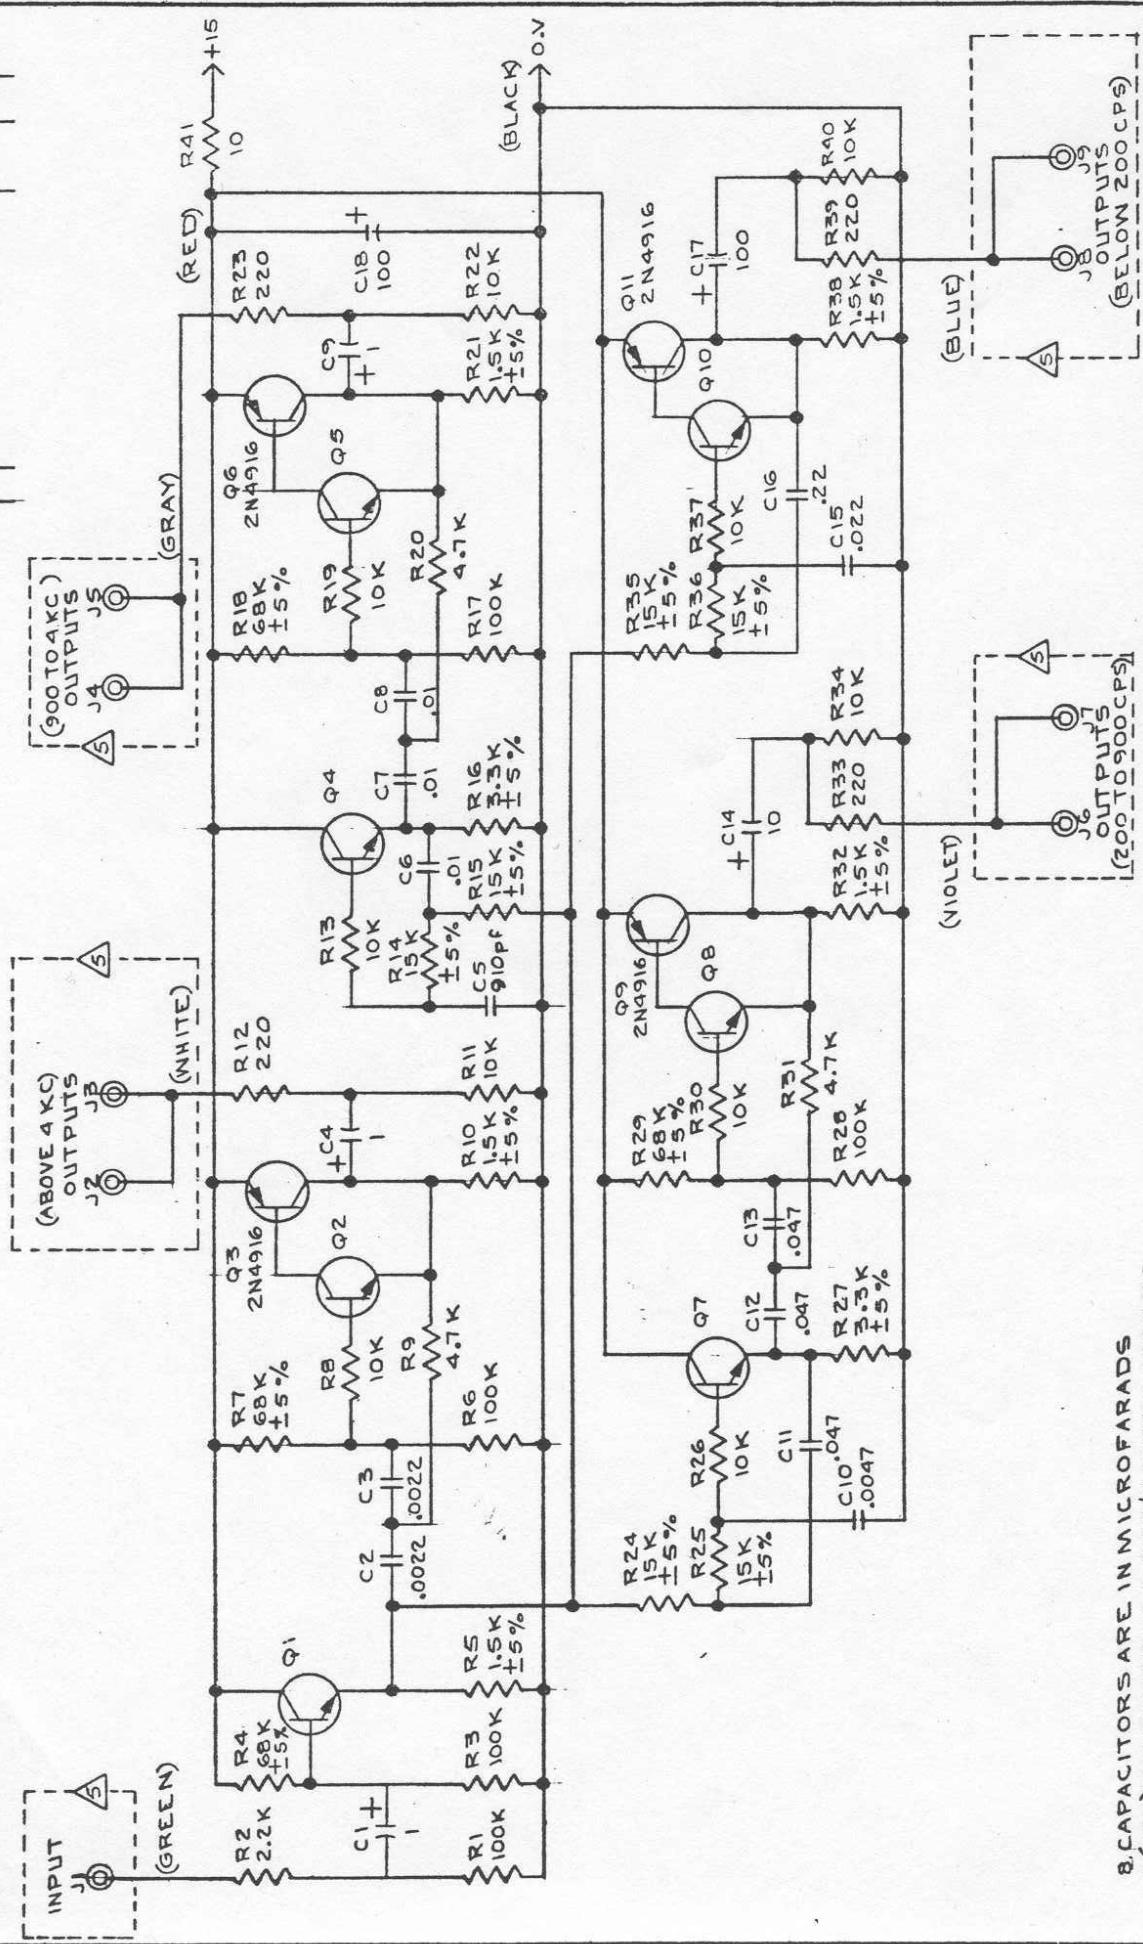 INPUT
J1
5
(GREEN)
R2
2.2K
C1
+
1
R1
100K
R4
68K
±5%
R3
100K
Q1
R5
1.5K
±5%
C2
.0022
C3
.0022
R7
68K
±5%
R8
10K
R9
4.7K
R6
100K
Q3
2N4916
Q2
(ABOVE 4 KC)
OUTPUTS
J2
J3
5
(WHITE)
R12
220
+
C4
1
R10
1.5K
±5%
R11
10K
R13
10K
R14
15K
±5%
C5
910pf
Q4
C6
.01
R15
15K
±5%
R16
3.3K
±5%
C7
.01
C8
.01
R18
68K
±5%
R19
10K
R20
4.7K
R17
100K
(900 TO 4KC)
OUTPUTS
J4
J5
5
(GRAY)
Q6
2N4916
Q5
C9
+
1
R21
1.5K
±5%
R22
10K
R23
220
(RED)
+
C18
100
R41
10
+15
(BLACK)
0.V
R24
15K
±5%
R25
15K
±5%
R26
10K
C10
.0047
C11
.047
Q7
C12
.047
C13
.047
R27
3.3K
±5%
R29
68K
±5%
R30
10K
R31
4.7K
R28
100K
Q9
2N4916
Q8
+
C14
10
R32
1.5K
±5%
R33
220
R34
10K
(VIOLET)
J6
J7
OUTPUTS
(200 TO 900 CPS)
5
R35
15K
±5%
R36
15K
±5%
R37
10K
C15
.022
C16
.22
Q11
2N4916
Q10
+
C17
100
R38
1.5K
±5%
R39
220
R40
10K
(BLUE)
J8
J9
OUTPUTS
(BELOW 200 CPS)
5
8. CAPACITORS ARE IN MICROFARADS